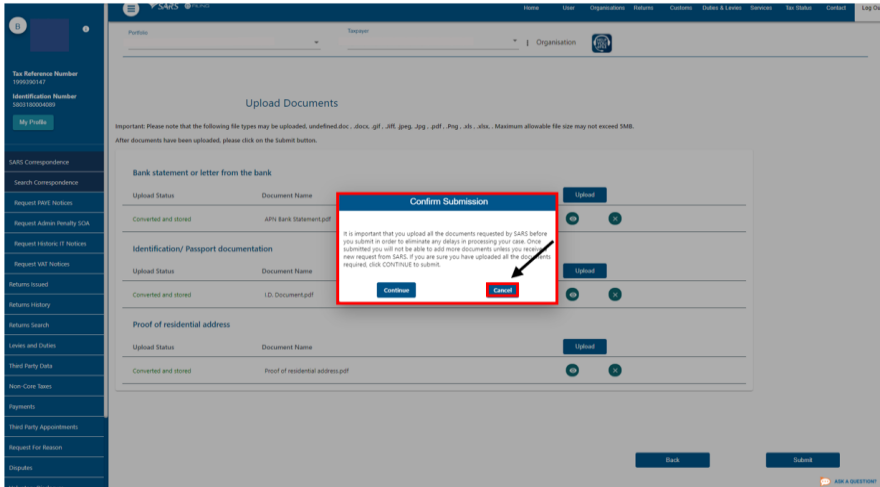 B
SARS eFILING
Home User Organisations Returns Customs Duties & Levies Services Tax Status Contact Log Ou
Portfolio
Taxpayer
Organisation
Tax Reference Number
1999390147
Identification Number
5803180004089
My Profile
SARS Correspondence
Search Correspondence
Request PAYE Notices
Request Admin Penalty SOA
Request Historic IT Notices
Request VAT Notices
Returns Issued
Returns History
Returns Search
Levies and Duties
Third Party Data
Non-Core Taxes
Payments
Third Party Appointments
Request For Reason
Disputes
Upload Documents
Important: Please note that the following file types may be uploaded, undefined.doc , .docx, .gif , .Jiff, .jpeg, .Jpg , .pdf , .Png , .xls , .xlsx, . Maximum allowable file size may not exceed 5MB.
After documents have been uploaded, please click on the Submit button.
Bank statement or letter from the bank
Upload Status Document Name Upload
Converted and stored APN Bank Statement.pdf
Identification/ Passport documentation
Upload Status Document Name Upload
Converted and stored I.D. Document.pdf
Proof of residential address
Upload Status Document Name Upload
Converted and stored Proof of residential address.pdf
Confirm Submission
It is important that you upload all the documents requested by SARS before
you submit in order to eliminate any delays in processing your case. Once
submitted you will not be able to add more documents unless you receive
new request from SARS. If you are sure you have uploaded all the documents
required, click CONTINUE to submit.
Continue Cancel
Back Submit
ASK A QUESTION?